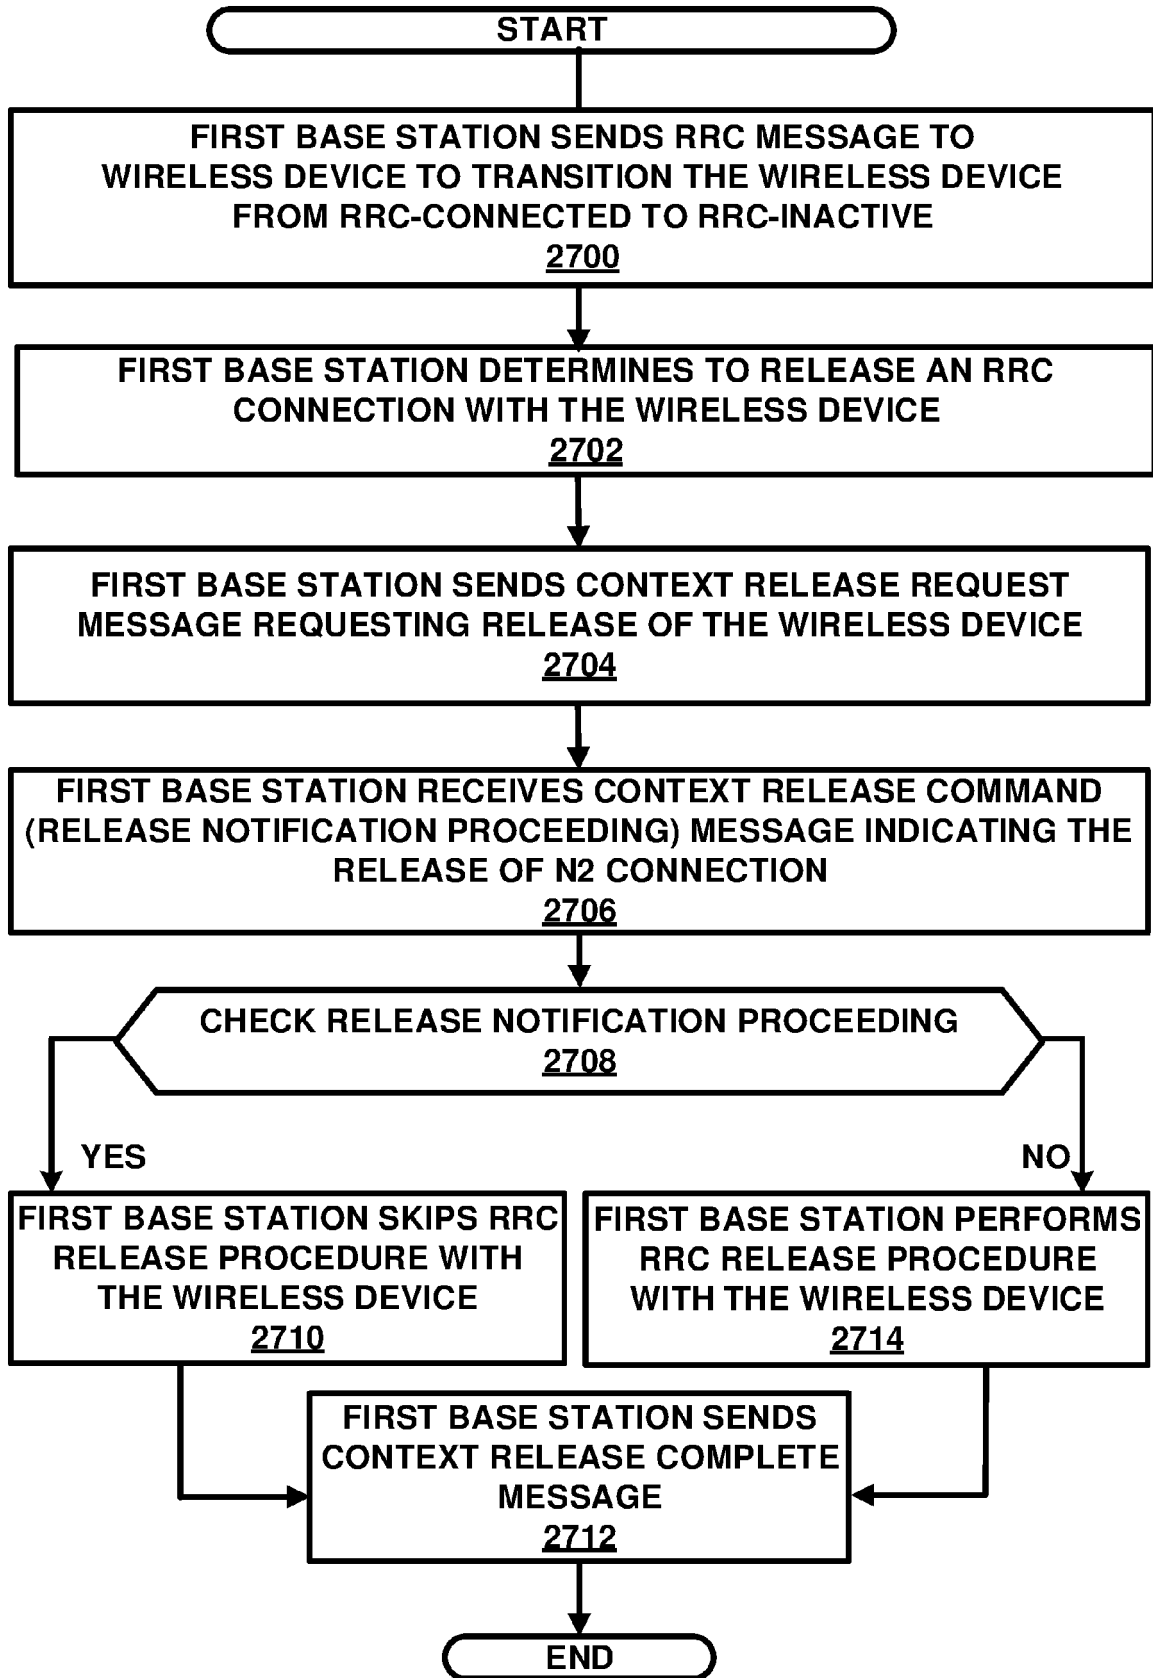 START
FIRST BASE STATION SENDS RRC MESSAGE TO
WIRELESS DEVICE TO TRANSITION THE WIRELESS DEVICE
FROM RRC-CONNECTED TO RRC-INACTIVE
2700
FIRST BASE STATION DETERMINES TO RELEASE AN RRC
CONNECTION WITH THE WIRELESS DEVICE
2702
FIRST BASE STATION SENDS CONTEXT RELEASE REQUEST
MESSAGE REQUESTING RELEASE OF THE WIRELESS DEVICE
2704
FIRST BASE STATION RECEIVES CONTEXT RELEASE COMMAND
(RELEASE NOTIFICATION PROCEEDING) MESSAGE INDICATING THE
RELEASE OF N2 CONNECTION
2706
CHECK RELEASE NOTIFICATION PROCEEDING
2708
YES
NO
FIRST BASE STATION SKIPS RRC
RELEASE PROCEDURE WITH
THE WIRELESS DEVICE
2710
FIRST BASE STATION PERFORMS
RRC RELEASE PROCEDURE
WITH THE WIRELESS DEVICE
2714
FIRST BASE STATION SENDS
CONTEXT RELEASE COMPLETE
MESSAGE
2712
END